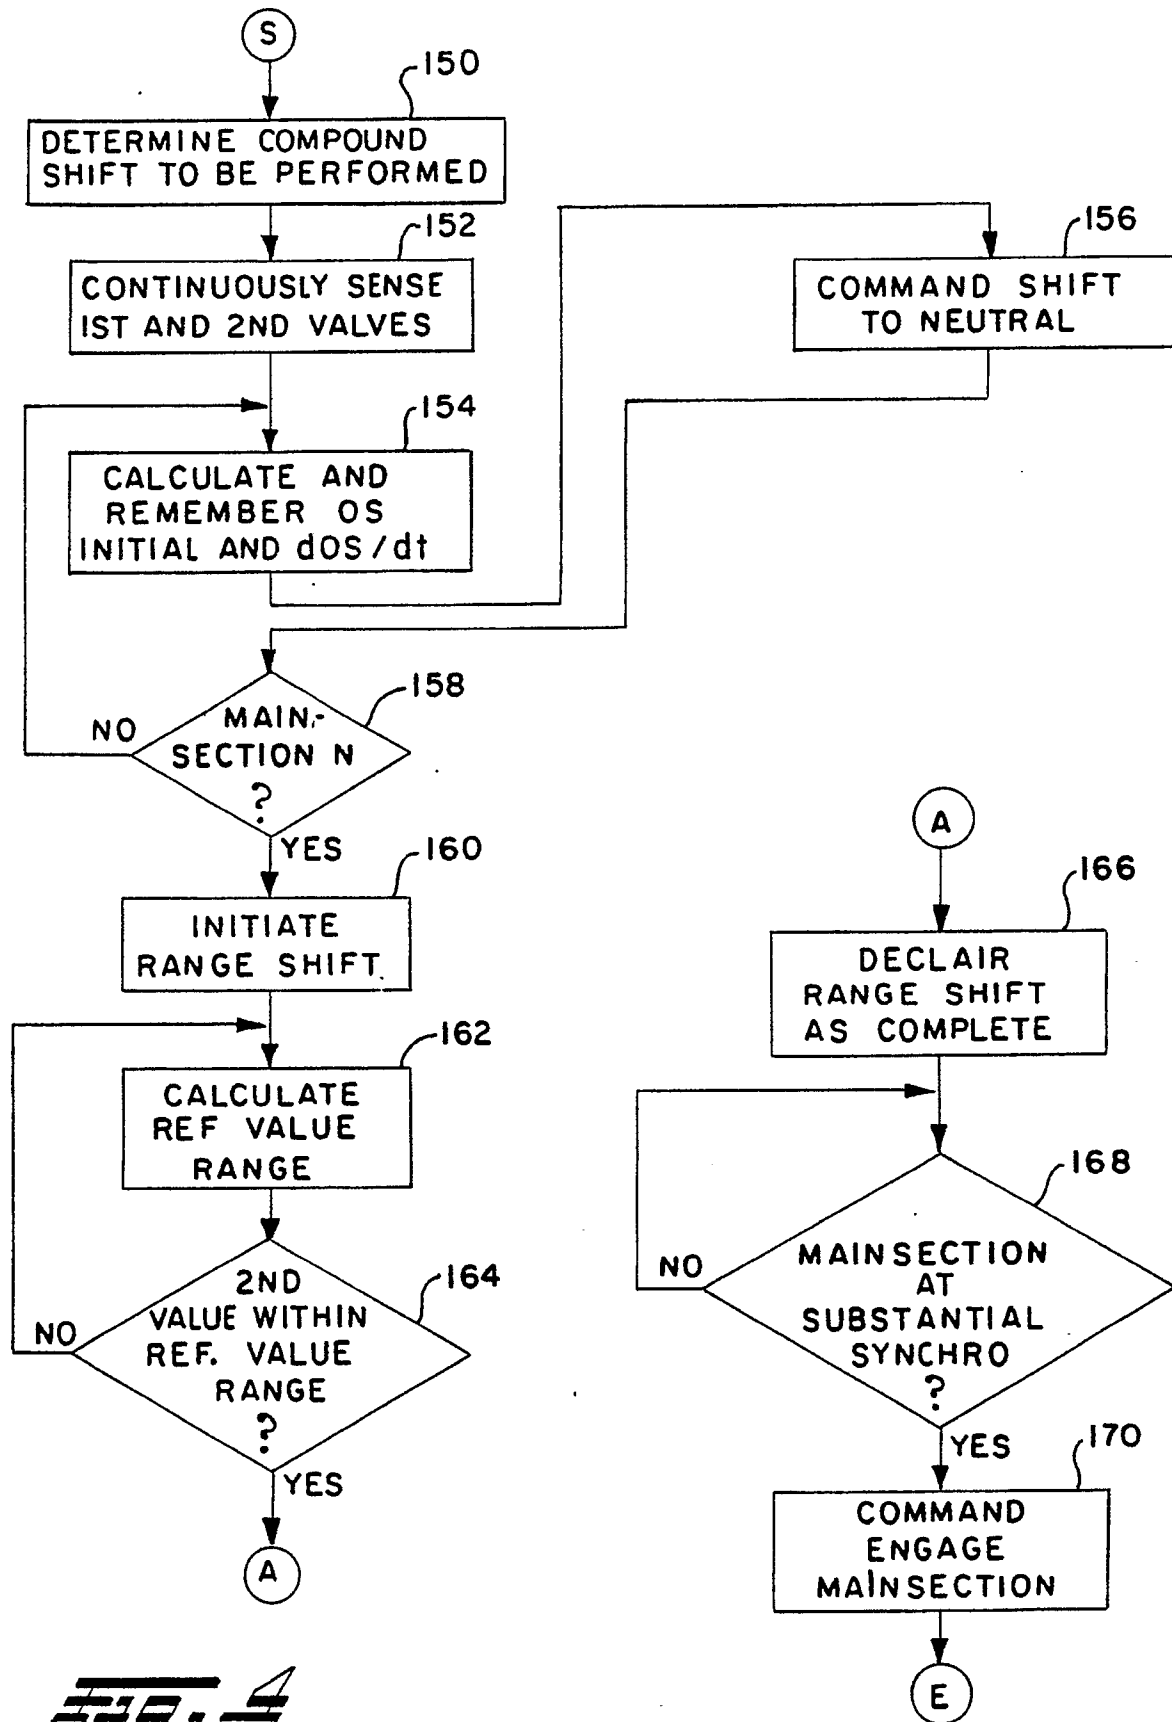 S
150
DETERMINE COMPOUND
SHIFT TO BE PERFORMED
152
CONTINUOUSLY SENSE
1ST AND 2ND VALVES
154
CALCULATE AND
REMEMBER OS
INITIAL AND dOS/dt
156
COMMAND SHIFT
TO NEUTRAL
158
MAIN-
SECTION N
?
NO
YES
160
INITIATE
RANGE SHIFT
162
CALCULATE
REF VALUE
RANGE
164
2ND
VALUE WITHIN
REF. VALUE
RANGE
?
NO
YES
A
A
166
DECLAIR
RANGE SHIFT
AS COMPLETE
168
MAINSECTION
AT
SUBSTANTIAL
SYNCHRO
?
NO
YES
170
COMMAND
ENGAGE
MAINSECTION
E
FIG. 4